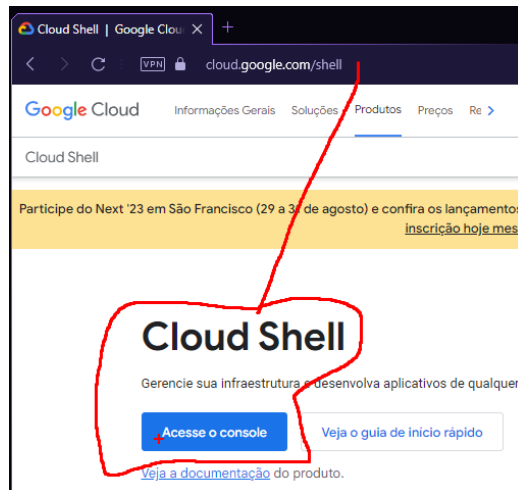 Cloud Shell | Google Clou
VPN cloud.google.com/shell
Google Cloud Informações Gerais Soluções Produtos Preços Re
Cloud Shell
Participe do Next '23 em São Francisco (29 a 31 de agosto) e confira os lançamentos
inscrição hoje mes
Cloud Shell
Gerencie sua infraestrutura e desenvolva aplicativos de qualquer
Acesse o console Veja o guia de início rápido
Veja a documentação do produto.